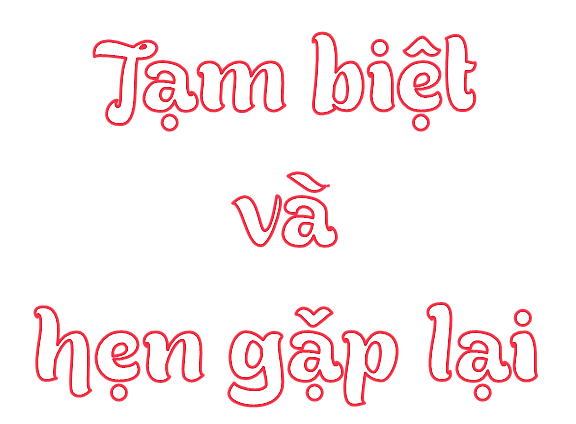 Tạm biệt
và
hẹn gặp lại